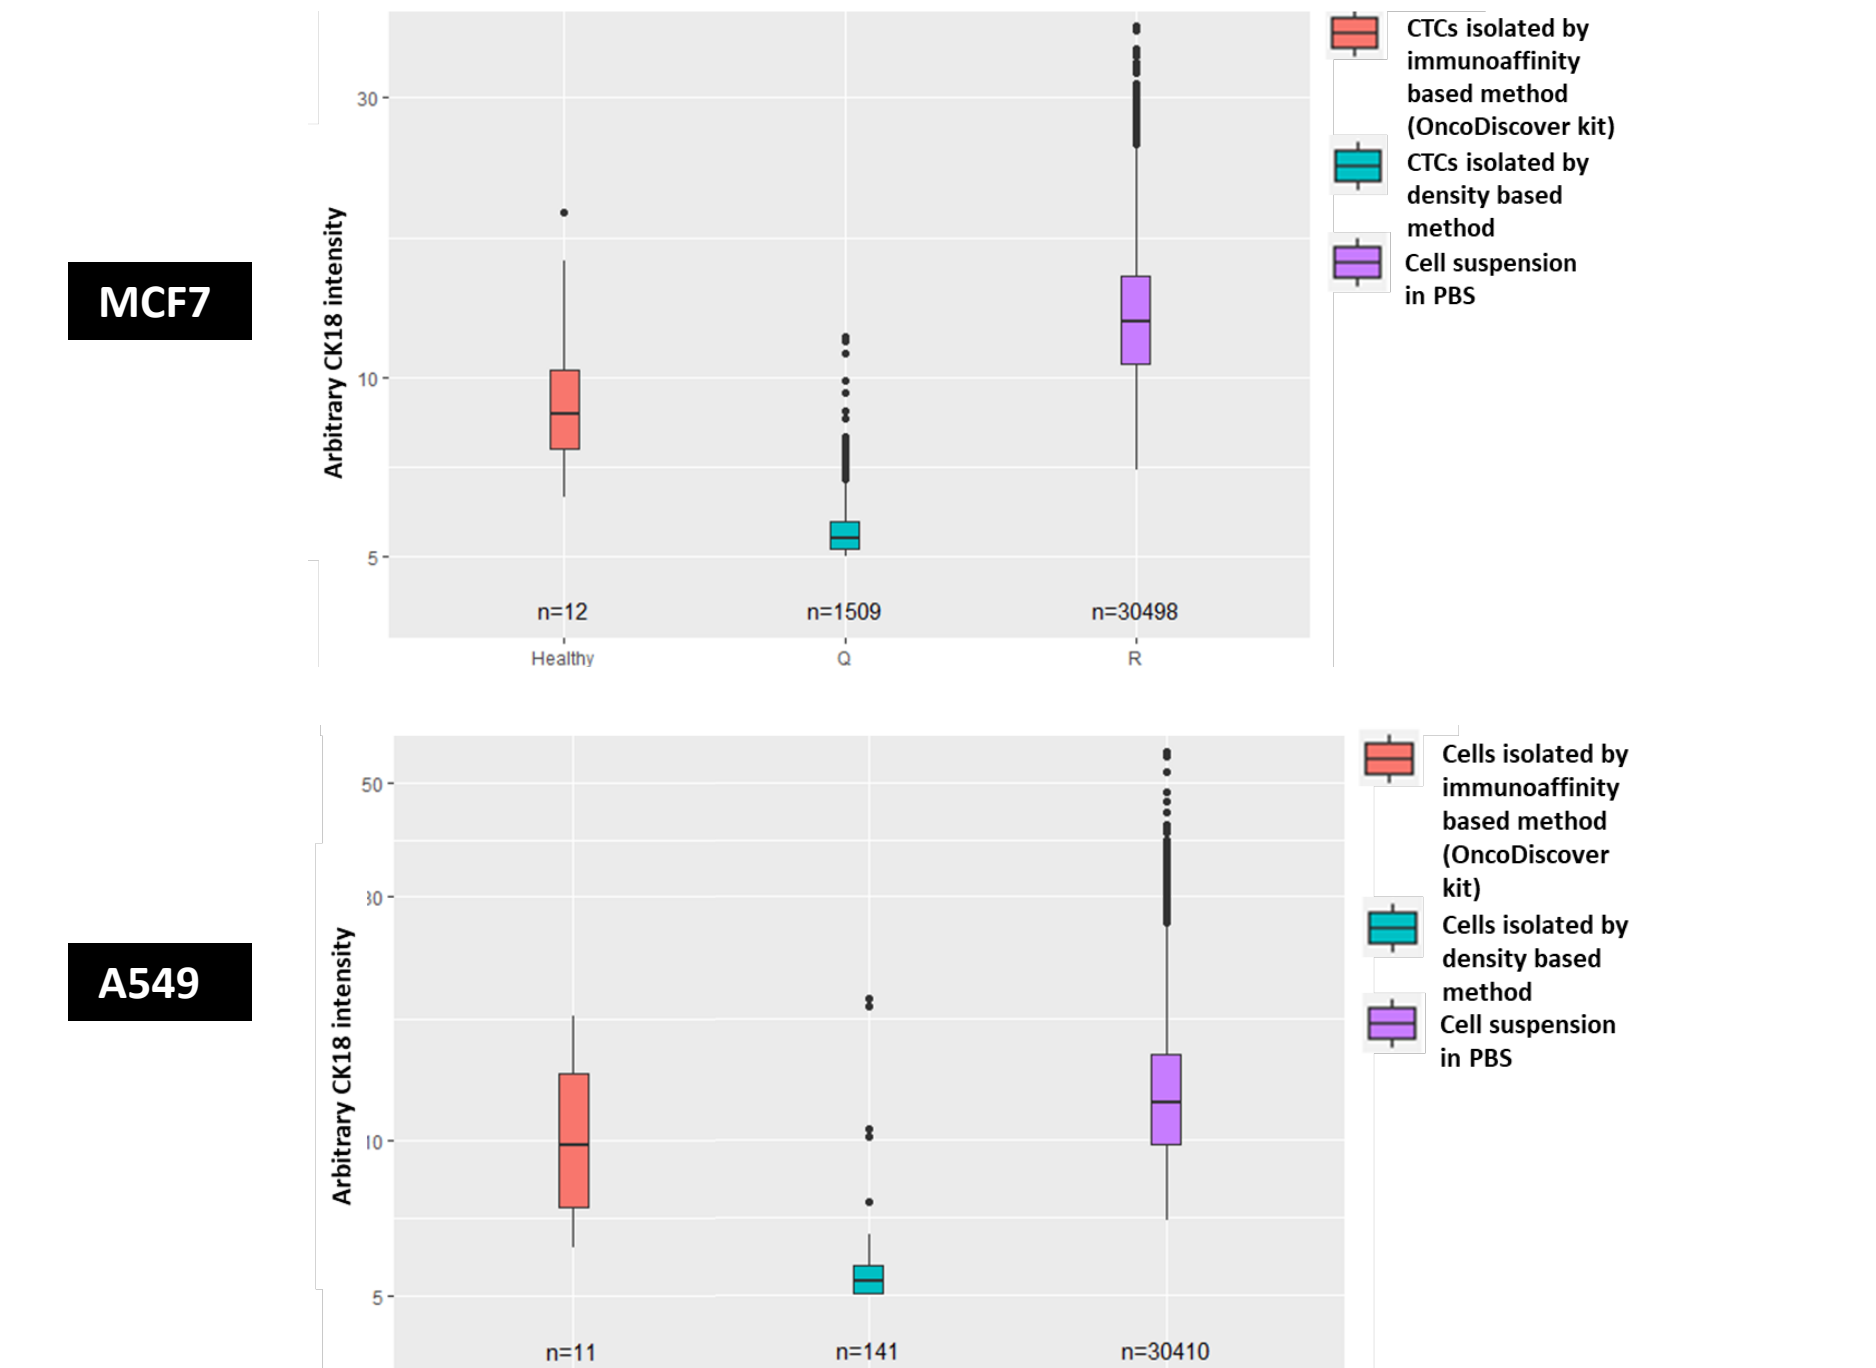 MCF7
Arbitrary CK18 intensity
30
10
5
n=12
n=1509
n=30498
Healthy
Q
R
CTCs isolated by
immunoaffinity
based method
(OncoDiscover kit)
CTCs isolated by
density based
method
Cell suspension
in PBS
A549
Arbitrary CK18 intensity
50
30
10
5
n=11
n=141
n=30410
Cells isolated by
immunoaffinity
based method
(OncoDiscover
kit)
Cells isolated by
density based
method
Cell suspension
in PBS